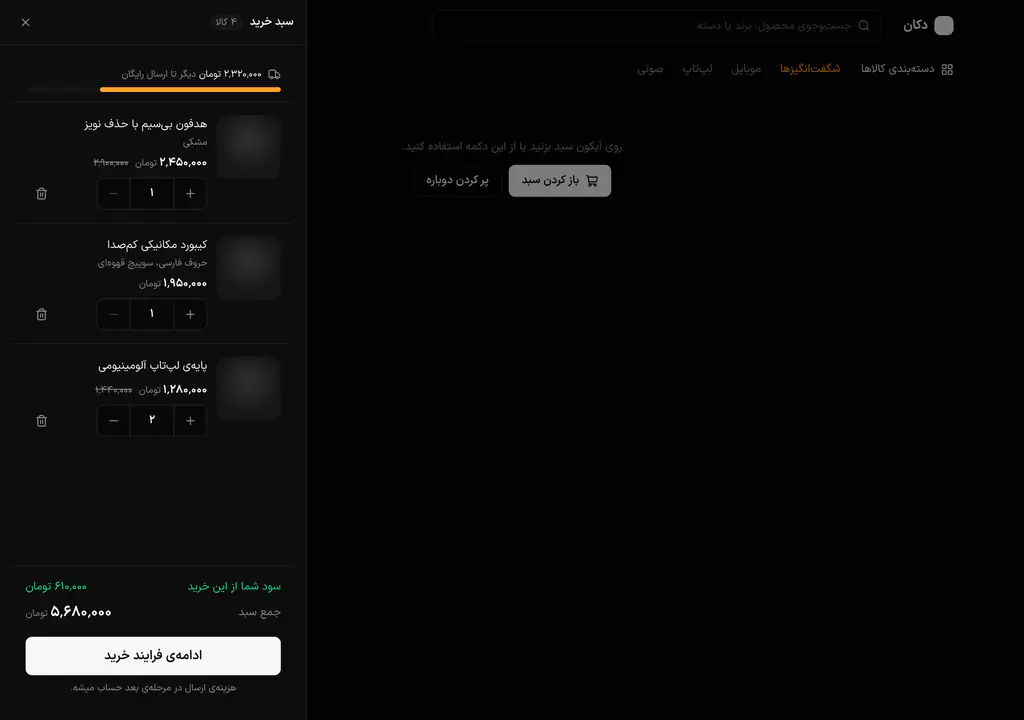 دکان
جست‌وجوی محصول، برند یا دسته
دسته‌بندی کالاها
شگفت‌انگیزها
موبایل
لپ‌تاپ
صوتی
روی آیکون سبد بزنید یا از این دکمه استفاده کنید.
باز کردن سبد
پر کردن دوباره
سبد خرید ۴ کالا
۲,۳۲۰,۰۰۰ تومان دیگر تا ارسال رایگان
هدفون بی‌سیم با حذف نویز
مشکی
۲,۴۵۰,۰۰۰ تومان ۲,۹۰۰,۰۰۰
۱
کیبورد مکانیکی کم‌صدا
حروف فارسی، سوییچ قهوه‌ای
۱,۹۵۰,۰۰۰ تومان
۱
پایه‌ی لپ‌تاپ آلومینیومی
۱,۲۸۰,۰۰۰ تومان ۱,۴۴۰,۰۰۰
۲
سود شما از این خرید ۶۱۰,۰۰۰ تومان
جمع سبد ۵,۶۸۰,۰۰۰ تومان
ادامه‌ی فرایند خرید
هزینه‌ی ارسال در مرحله‌ی بعد حساب میشه.